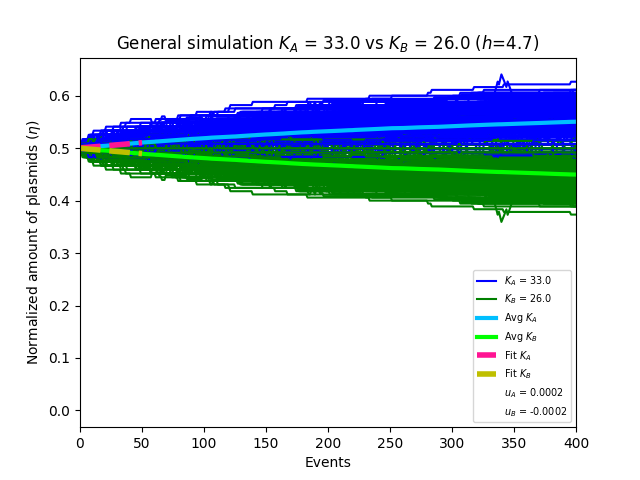 General simulation K_A = 33.0 vs K_B = 26.0 (h=4.7)
Normalized amount of plasmids (η)
0.6
0.5
0.4
0.3
0.2
0.1
0.0
K_A = 33.0
K_B = 26.0
Avg K_A
Avg K_B
Fit K_A
Fit K_B
u_A = 0.0002
u_B = -0.0002
0 50 100 150 200 250 300 350 400
Events